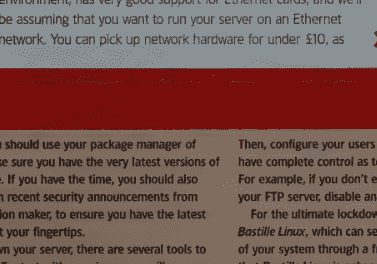 environment, has very good support for Ethernet cards, and we'll
be assuming that you want to run your server on an Ethernet
network. You can pick up network hardware for under £10, as
should use your package manager of
sure you have the very latest versions of
. If you have the time, you should also
recent security announcements from
maker, to ensure you have the latest
your fingertips.
your server, there are several tools to
Then, configure your users
have complete control as to
For example, if you don't
your FTP server, disable
For the ultimate lockdow
Bastille Linux, which can
of your system through a